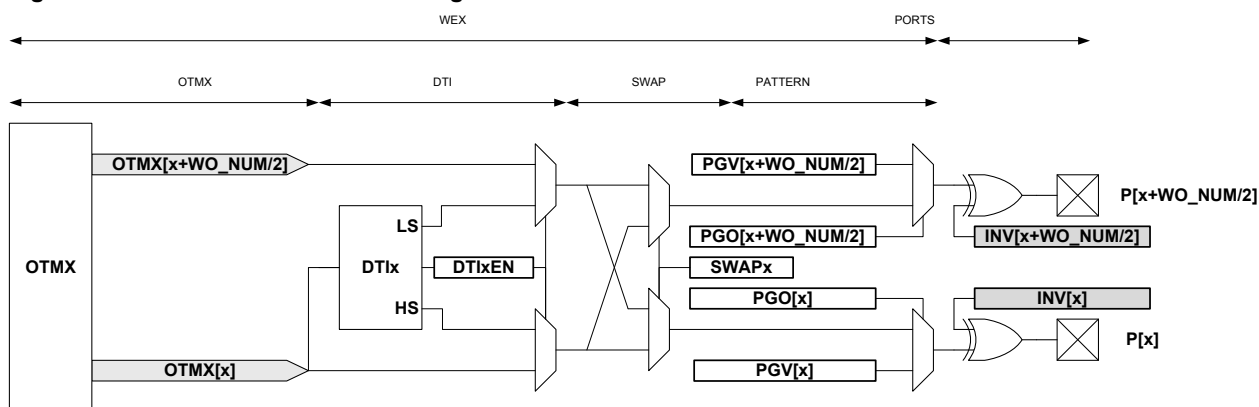 WEX PORTS
OTMX DTI SWAP PATTERN
OTMX[x+WO_NUM/2] PGV[x+WO_NUM/2]
P[x+WO_NUM/2]
LS PGO[x+WO_NUM/2] INV[x+WO_NUM/2]
OTMX DTIx DTIxEN SWAPx
HS PGO[x] INV[x]
P[x]
OTMX[x] PGV[x]